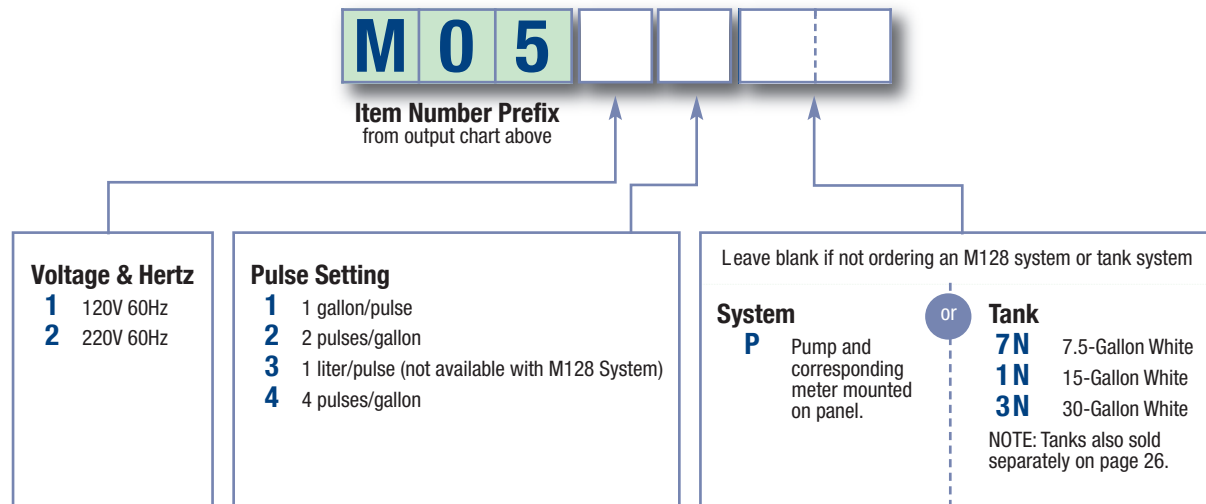 M 0 5
Item Number Prefix
from output chart above
Voltage & Hertz
1 120V 60Hz
2 220V 60Hz
Pulse Setting
1 1 gallon/pulse
2 2 pulses/gallon
3 1 liter/pulse (not available with M128 System)
4 4 pulses/gallon
Leave blank if not ordering an M128 system or tank system
System
P Pump and
corresponding
meter mounted
on panel.
or
Tank
7N 7.5-Gallon White
1N 15-Gallon White
3N 30-Gallon White
NOTE: Tanks also sold
separately on page 26.